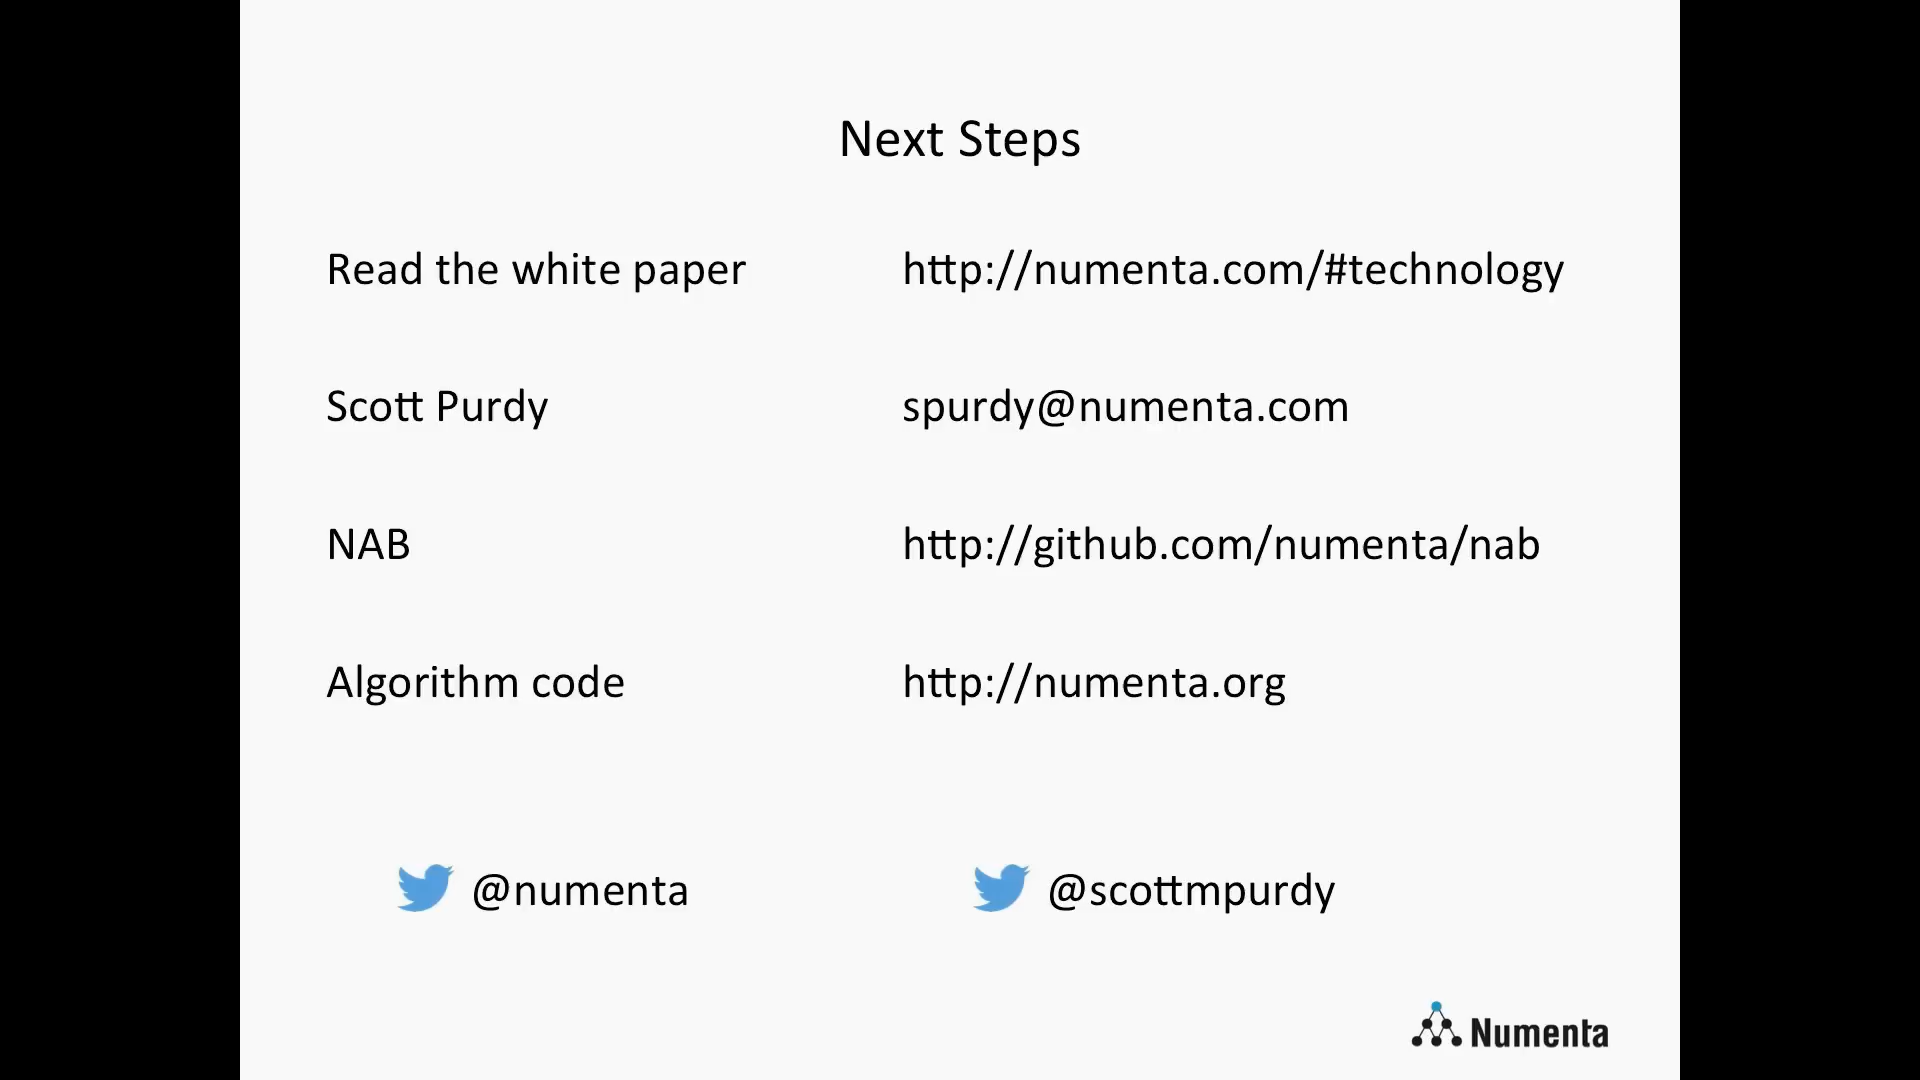 Next Steps
Read the white paper http://numenta.com/#technology
Scott Purdy spurdy@numenta.com
NAB http://github.com/numenta/nab
Algorithm code http://numenta.org
@numenta @scottmpurdy
Numenta